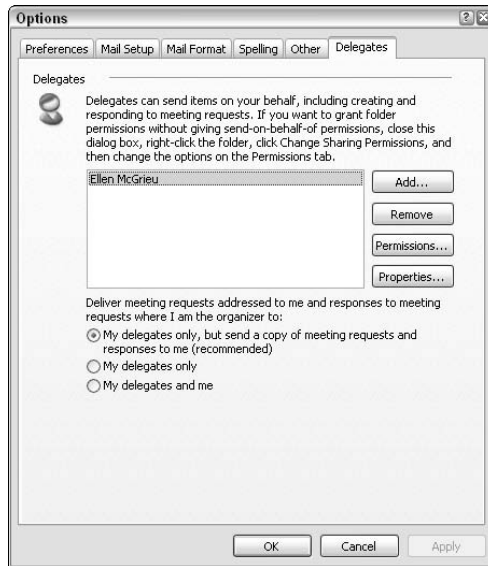 Options
Preferences Mail Setup Mail Format Spelling Other Delegates
Delegates
Delegates can send items on your behalf, including creating and
responding to meeting requests. If you want to grant folder
permissions without giving send-on-behalf-of permissions, close this
dialog box, right-click the folder, click Change Sharing Permissions, and
then change the options on the Permissions tab.
Ellen McGrieu
Add...
Remove
Permissions...
Properties...
Deliver meeting requests addressed to me and responses to meeting
requests where I am the organizer to:
My delegates only, but send a copy of meeting requests and
responses to me (recommended)
My delegates only
My delegates and me
OK Cancel Apply